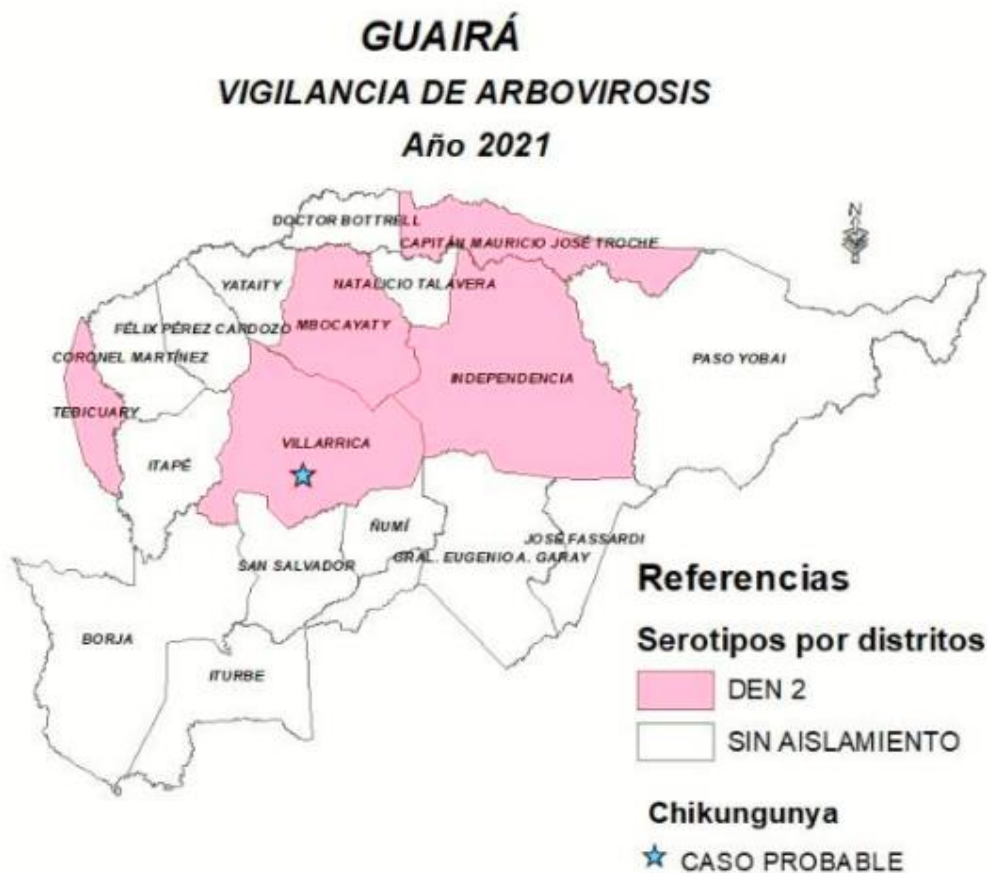 GUAIRÁ
VIGILANCIA DE ARBOVIROSIS
Año 2021
N
DOCTOR BOTTRELL
CAPITÁN MAURICIO JOSÉ TROCHE
YATAITY
NATALICIO TALAVERA
FÉLIX PÉREZ CARDOZO
MBOCAYATY
CORONEL MARTÍNEZ
PASO YOBAI
INDEPENDENCIA
TEBICUARY
VILLARRICA
ITAPÉ
ÑUMÍ
JOSÉ FASSARDI
SAN SALVADOR
GRAL. EUGENIO A. GARAY
BORJA
ITURBE
Referencias
Serotipos por distritos
DEN 2
SIN AISLAMIENTO
Chikungunya
CASO PROBABLE